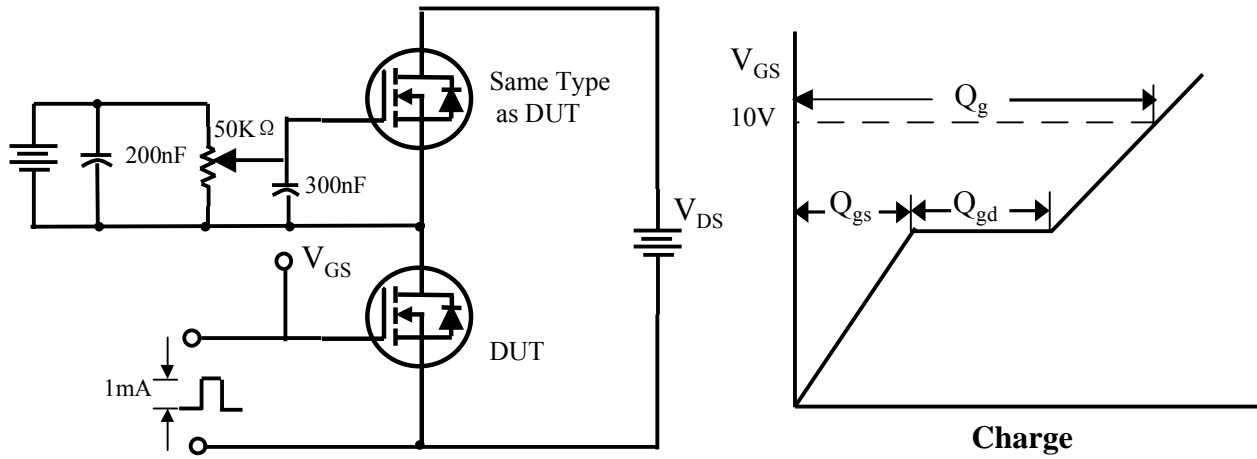 Same Type
as DUT
50K Ω
200nF
300nF
V_DS
V_GS
DUT
1mA
V_GS
10V
Q_g
Q_gs
Q_gd
Charge